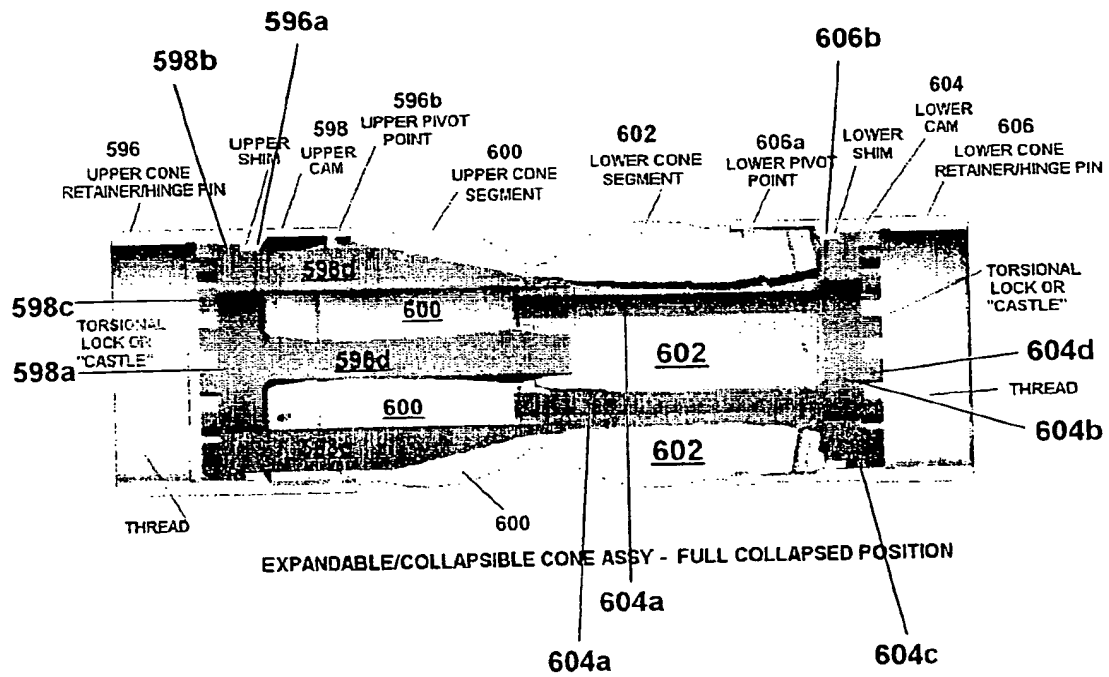 596a
598b
606b
596b
UPPER PIVOT
POINT
604
LOWER
CAM
598
UPPER
CAM
UPPER
SHIM
602
LOWER CONE
SEGMENT
606a
LOWER PIVOT
POINT
LOWER
SHIM
606
LOWER CONE
RETAINER/HINGE PIN
596
UPPER CONE
RETAINER/HINGE PIN
600
UPPER CONE
SEGMENT
598d
598c
600
TORSIONAL
LOCK OR
"CASTLE"
TORSIONAL
LOCK OR
"CASTLE"
598a
598d
602
604d
600
THREAD
604b
598d
602
THREAD
600
EXPANDABLE/COLLAPSIBLE CONE ASSY - FULL COLLAPSED POSITION
604a
604a
604c